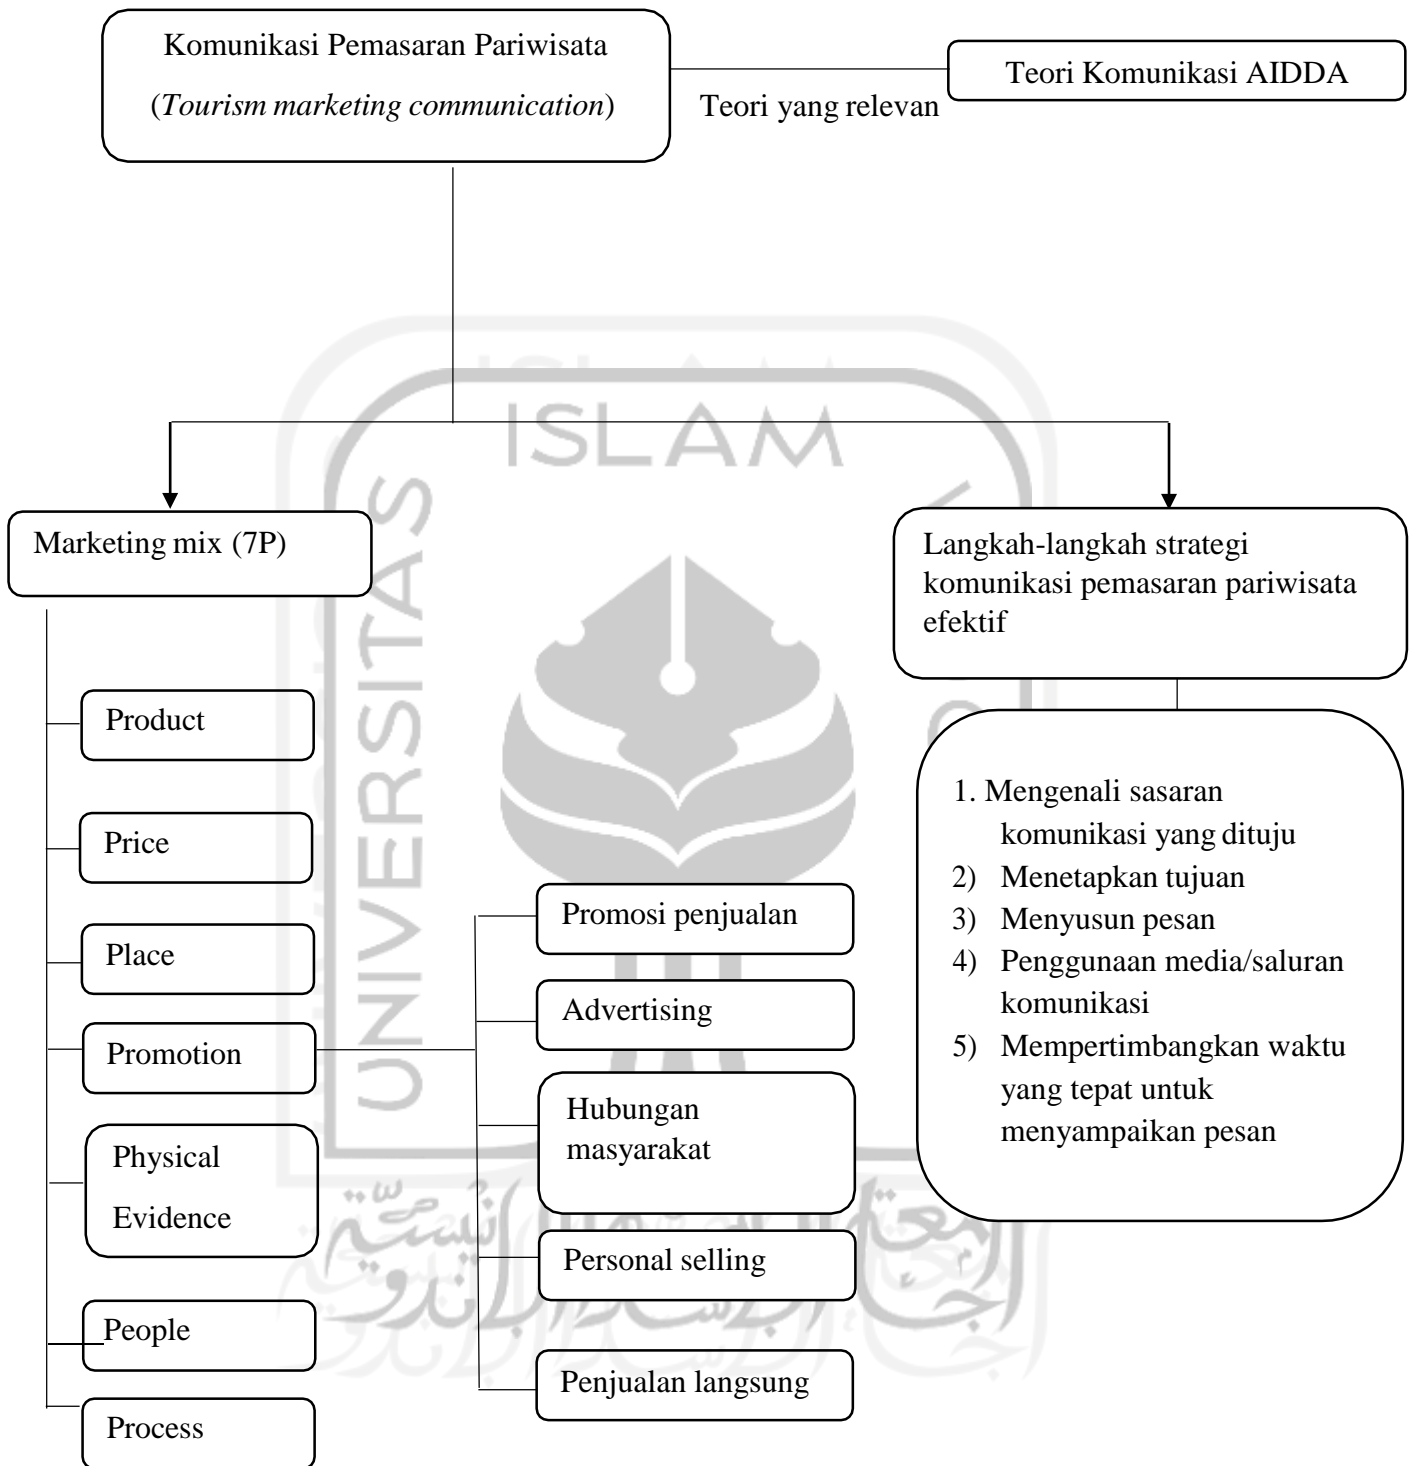 Komunikasi Pemasaran Pariwisata
(Tourism marketing communication)
Teori Komunikasi AIDDA
Teori yang relevan
ISLAM
UNIVERSITAS
Marketing mix (7P)
Product
Price
Place
Promotion
Physical
Evidence
People
Process
Promosi penjualan
Advertising
Hubungan
masyarakat
Personal selling
Penjualan langsung
Langkah-langkah strategi
komunikasi pemasaran pariwisata
efektif
1. Mengenali sasaran
komunikasi yang dituju
2) Menetapkan tujuan
3) Menyusun pesan
4) Penggunaan media/saluran
komunikasi
5) Mempertimbangkan waktu
yang tepat untuk
menyampaikan pesan